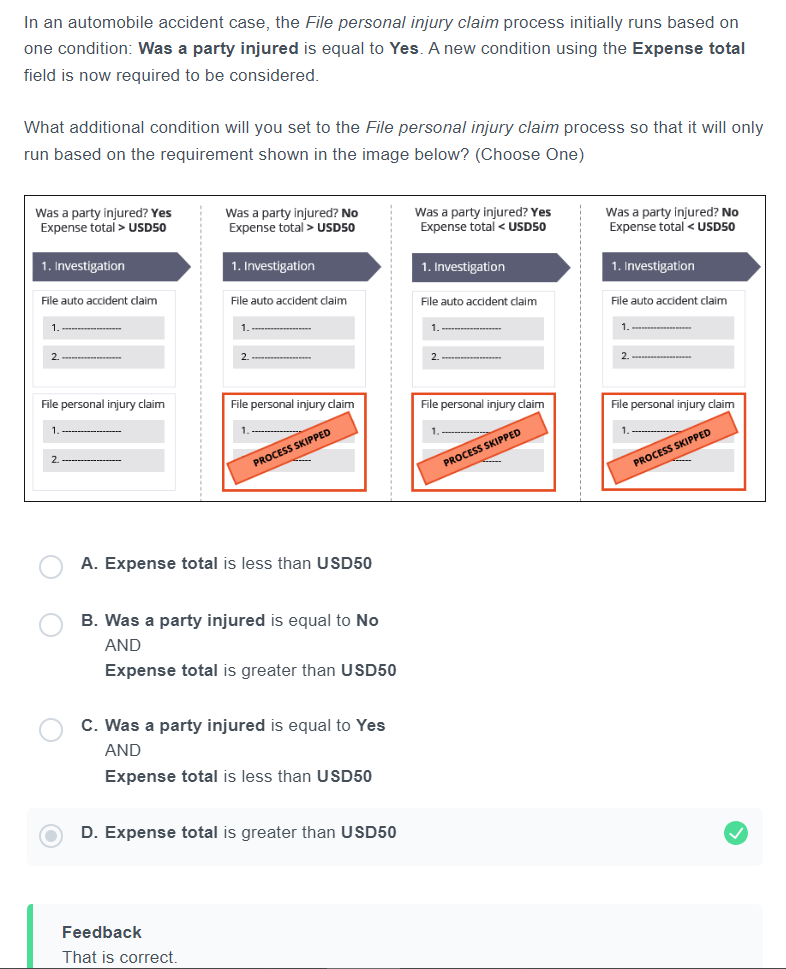 In an automobile accident case, the File personal injury claim process initially runs based on
one condition: Was a party injured is equal to Yes. A new condition using the Expense total
field is now required to be considered.
What additional condition will you set to the File personal injury claim process so that it will only
run based on the requirement shown in the image below? (Choose One)
Was a party injured? Yes
Expense total > USD50
1. Investigation
File auto accident claim
1. --------------------
2. --------------------
File personal injury claim
1. --------------------
2. --------------------
Was a party injured? No
Expense total > USD50
1. Investigation
File auto accident claim
1. --------------------
2. --------------------
File personal injury claim
1. --------------------
PROCESS SKIPPED
Was a party injured? Yes
Expense total < USD50
1. Investigation
File auto accident claim
1. --------------------
2. --------------------
File personal injury claim
1. --------------------
PROCESS SKIPPED
Was a party injured? No
Expense total < USD50
1. Investigation
File auto accident claim
1. --------------------
2. --------------------
File personal injury claim
1. --------------------
PROCESS SKIPPED
A. Expense total is less than USD50
B. Was a party injured is equal to No
AND
Expense total is greater than USD50
C. Was a party injured is equal to Yes
AND
Expense total is less than USD50
D. Expense total is greater than USD50
Feedback
That is correct.